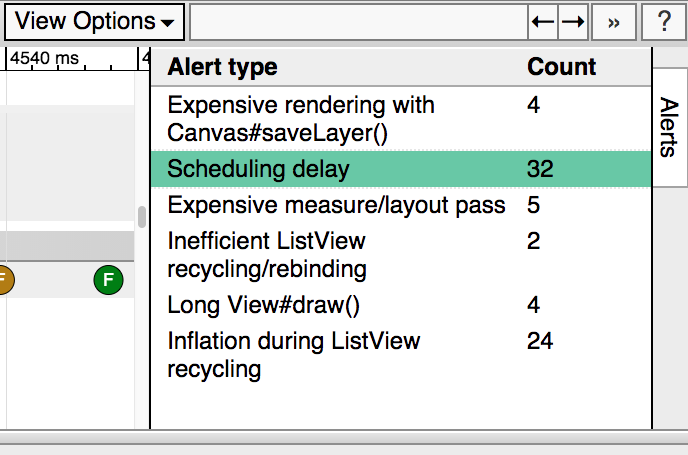 View Options ▾ ← → » ?
4540 ms 4
Alert type Count
Expensive rendering with 4
Canvas#saveLayer()
Scheduling delay 32
Expensive measure/layout pass 5
Inefficient ListView 2
recycling/rebinding
Long View#draw() 4
Inflation during ListView 24
recycling
Alerts
F F